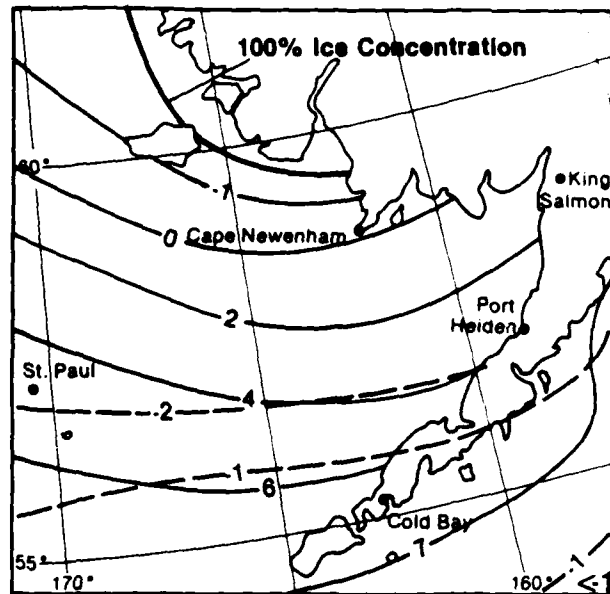 100% Ice Concentration
60°
-1
King
Salmon
0
Cape Newenham
2
Port
Heiden
St. Paul
4
.2
1
6
Cold Bay
7
55°
170°
160°
.1
<.1